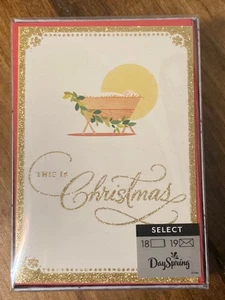 THIS IS
Christmas
SELECT
18 19
DaySpring